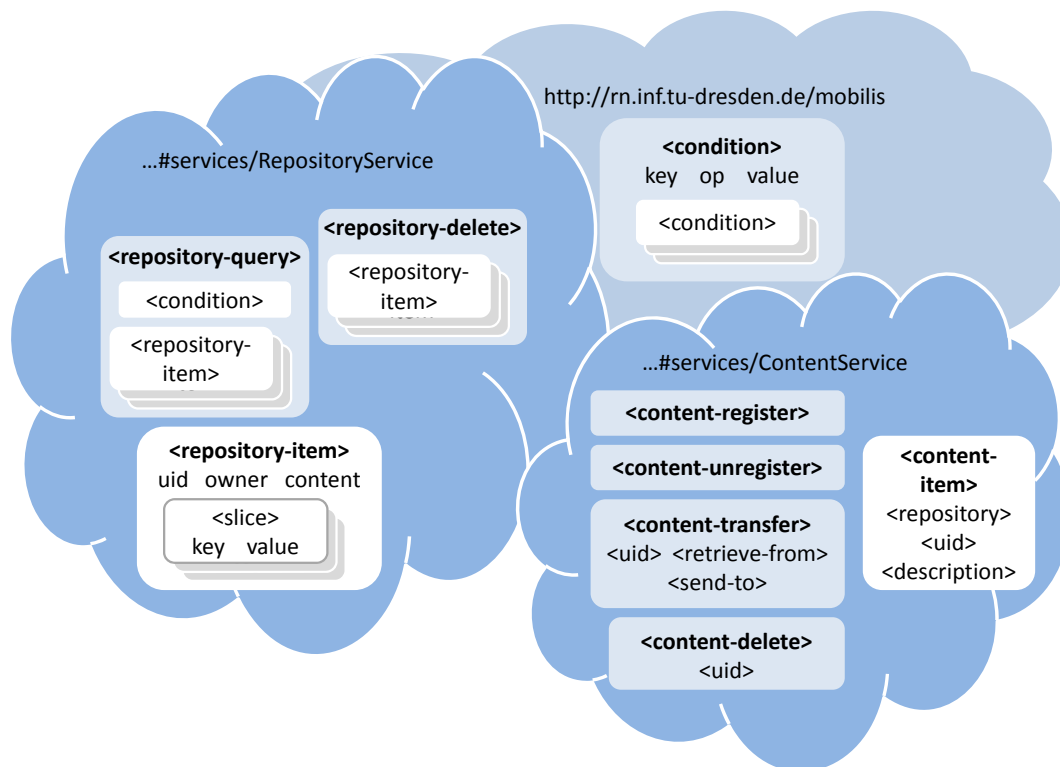 http://rn.inf.tu-dresden.de/mobilis
<condition>
key op value
<condition>
...#services/RepositoryService
<repository-delete>
<repository-
item>
<repository-query>
<condition>
<repository-
item>
<repository-item>
uid owner content
<slice>
key value
...#services/ContentService
<content-register>
<content-unregister>
<content-transfer>
<uid> <retrieve-from>
<send-to>
<content-delete>
<uid>
<content-
item>
<repository>
<uid>
<description>